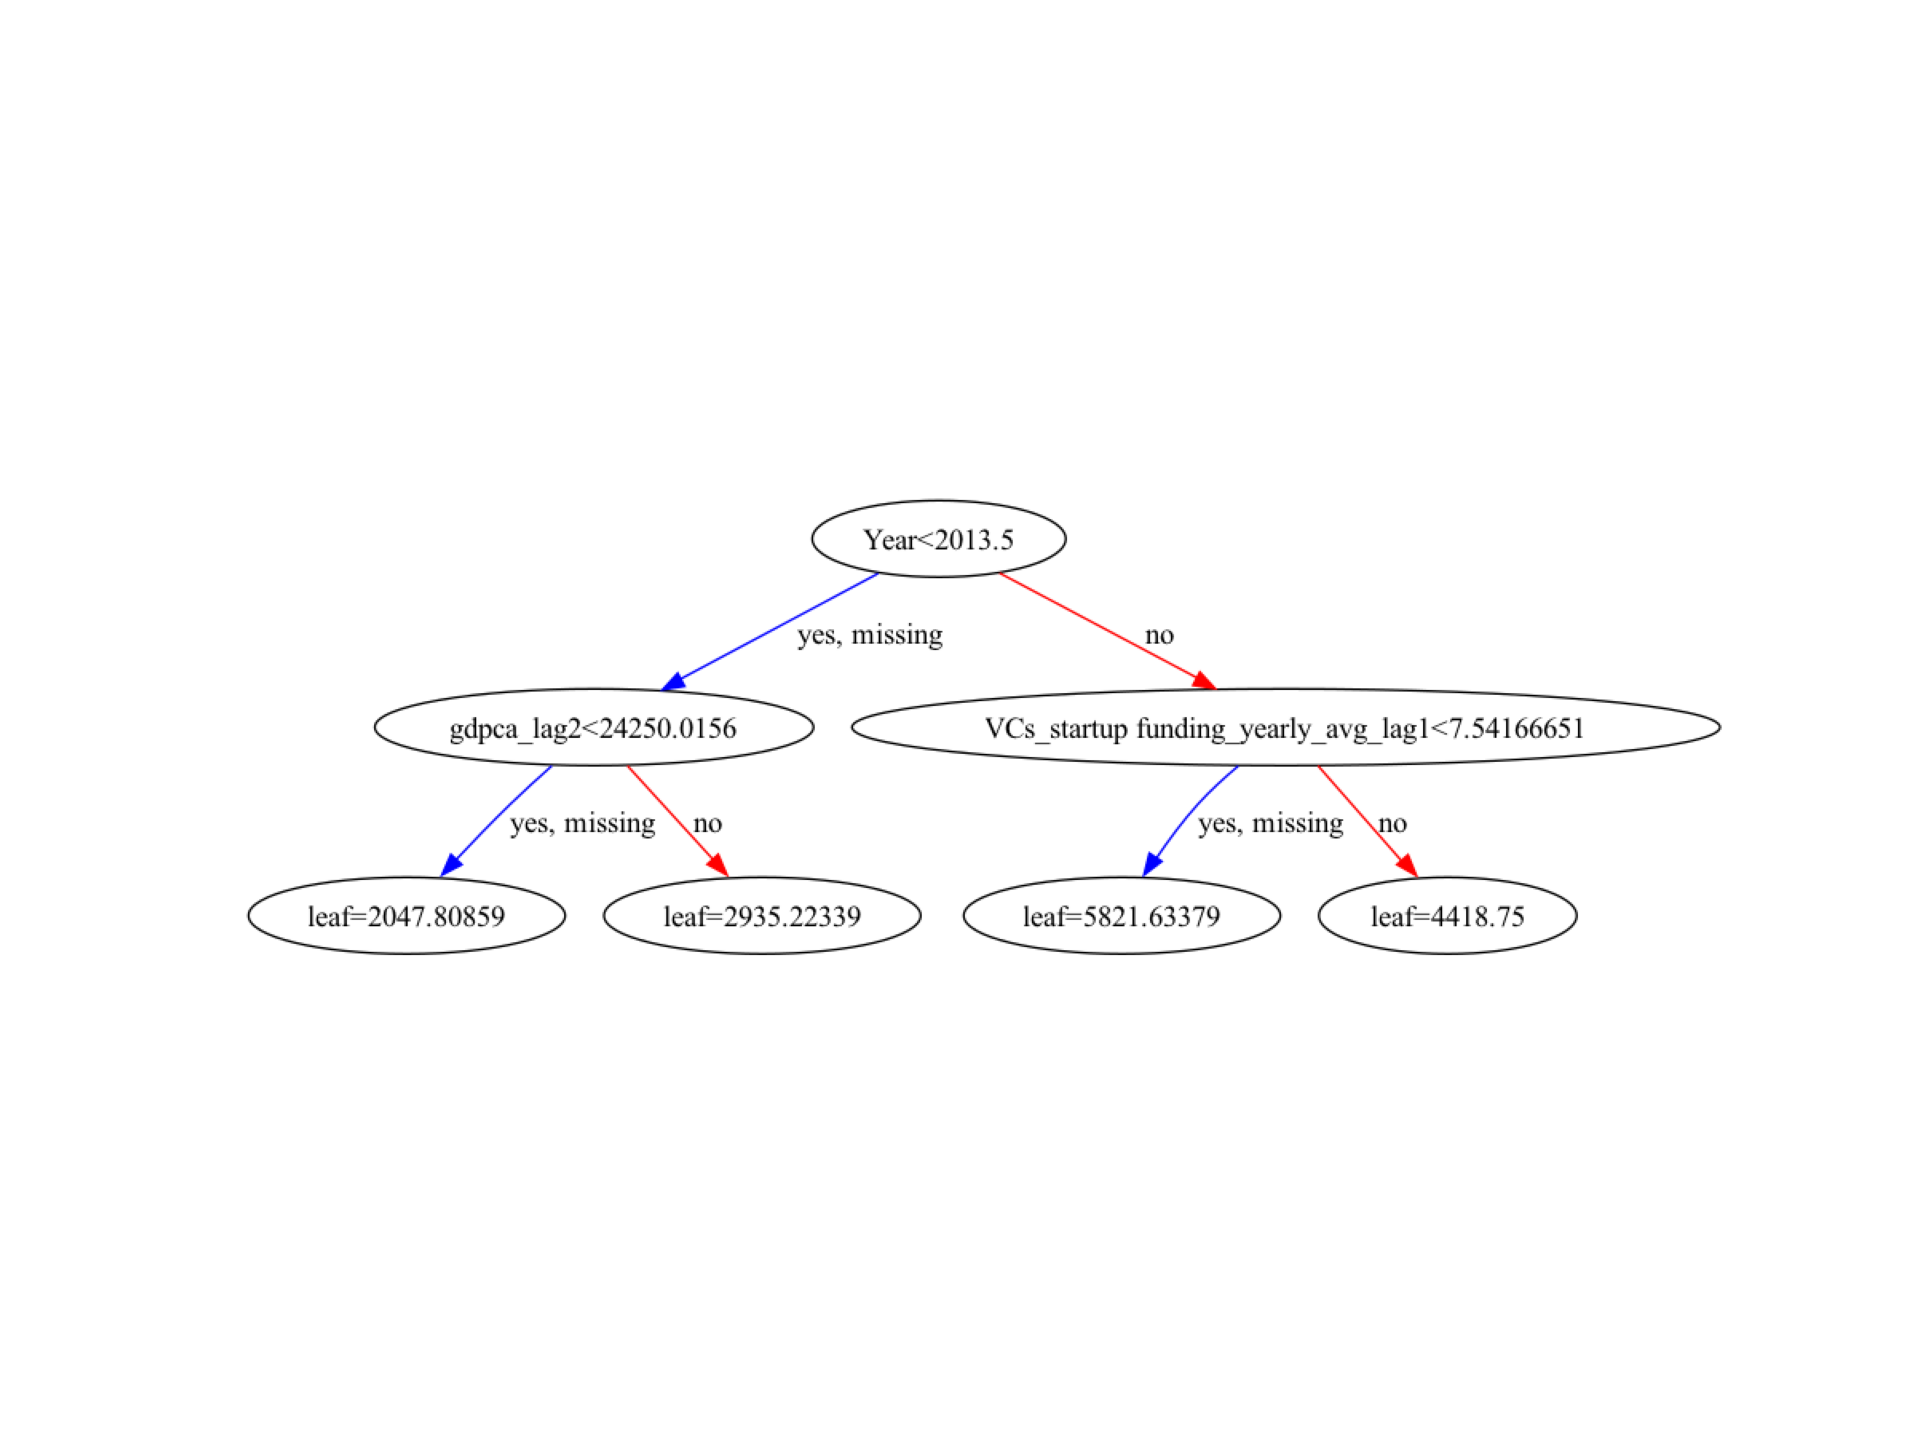 Year<2013.5
yes, missing
no
gdpca_lag2<24250.0156
VCs_startup funding_yearly_avg_lag1<7.54166651
yes, missing
no
yes, missing
no
leaf=2047.80859
leaf=2935.22339
leaf=5821.63379
leaf=4418.75